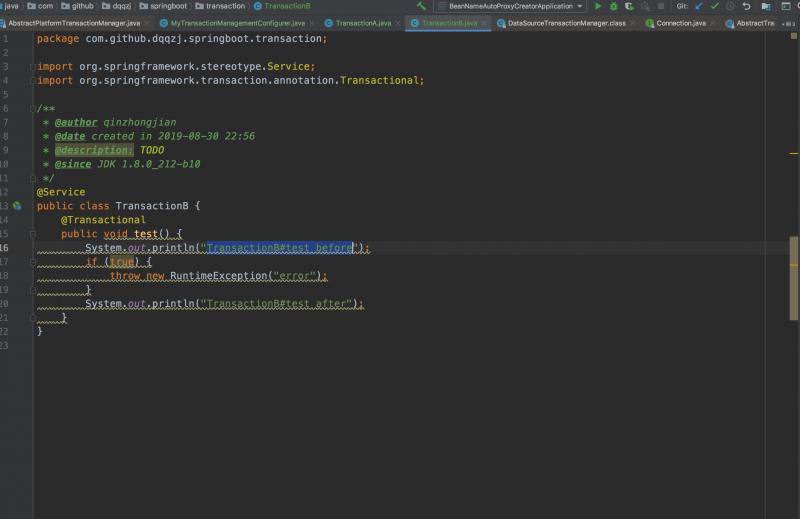 java com github dqqzj springboot transaction TransactionB BeanNameAutoProxyCreatorApplication Git:
AbstractPlatformTransactionManager.java MyTransactionManagementConfigurer.java TransactionA.java TransactionB.java DataSourceTransactionManager.class Connection.java AbstractTra
1 package com.github.dqqzj.springboot.transaction;
2
3 import org.springframework.stereotype.Service;
4 import org.springframework.transaction.annotation.Transactional;
5
6 /**
7 * @author qinzhongjian
8 * @date created in 2019-08-30 22:56
9 * @description: TODO
10 * @since JDK 1.8.0_212-b10
11 */
12 @Service
13 public class TransactionB {
14 @Transactional
15 public void test() {
16 System.out.println("TransactionB#test before");
17 if (true) {
18 throw new RuntimeException("error");
19 }
20 System.out.println("TransactionB#test after");
21 }
22 }
23